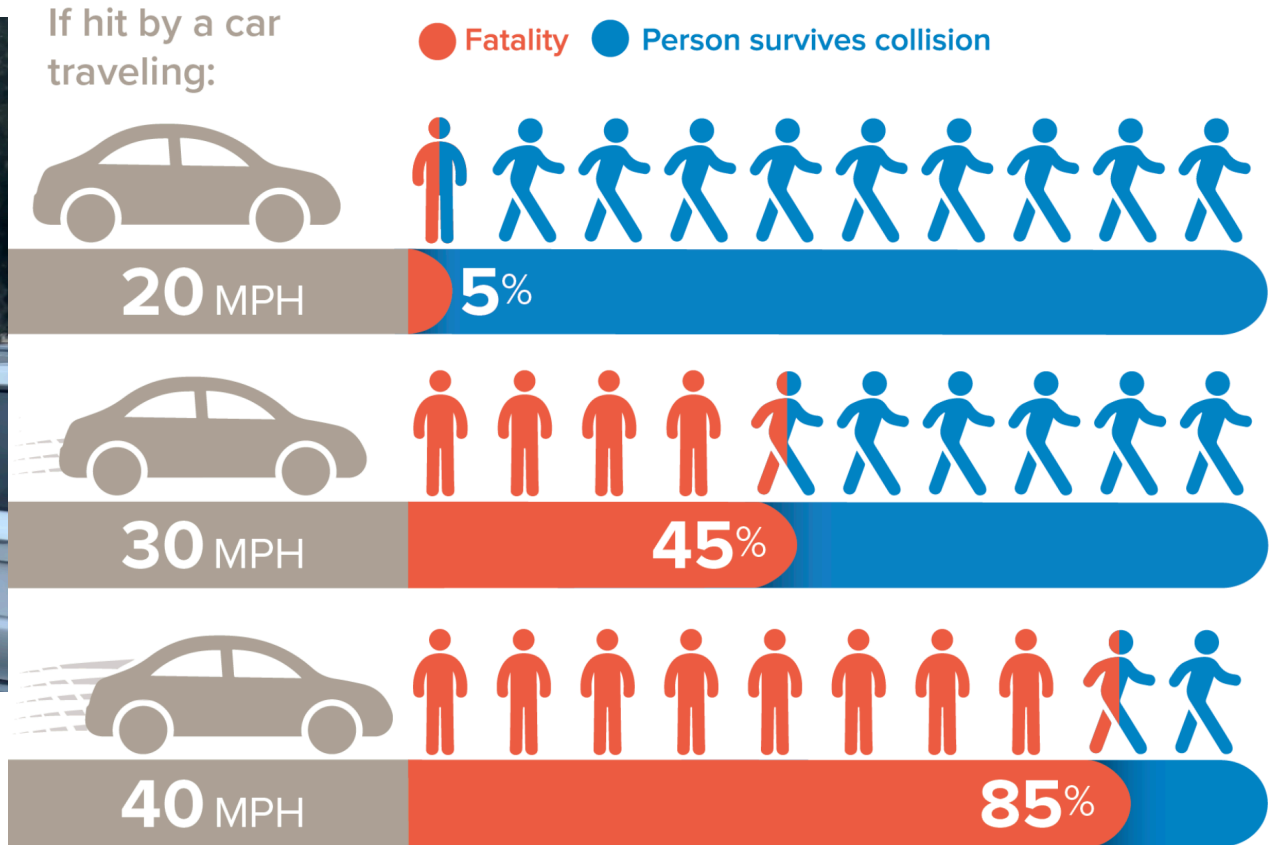 If hit by a car
traveling:
Fatality
Person survives collision
20 MPH
5%
30 MPH
45%
40 MPH
85%